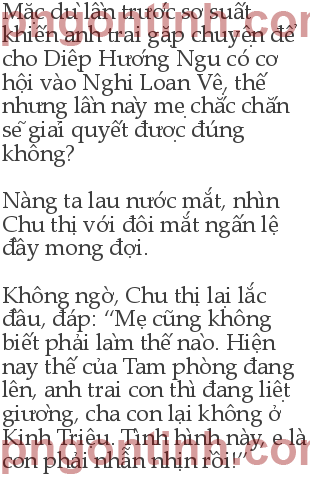 Mặc dù lần trước sơ suất
khiến anh trai gặp chuyện để
cho Diệp Hướng Ngu có cơ
hội vào Nghi Loan Vệ, thế
nhưng lần này mẹ chắc chắn
sẽ giải quyết được đúng
không?

Nàng ta lau nước mắt, nhìn
Chu thị với đôi mắt ngấn lệ
đầy mong đợi.

Không ngờ, Chu thị lại lắc
đầu, đáp: “Mẹ cũng không
biết phải làm thế nào. Hiện
nay thế của Tam phòng đang
lên, anh trai con thì đang liệt
giường, cha con lại không ở
Kinh Triệu. Tình hình này, e là
con phải nhẫn nhịn rồi!”
pngontinh.com
pngontinh.com